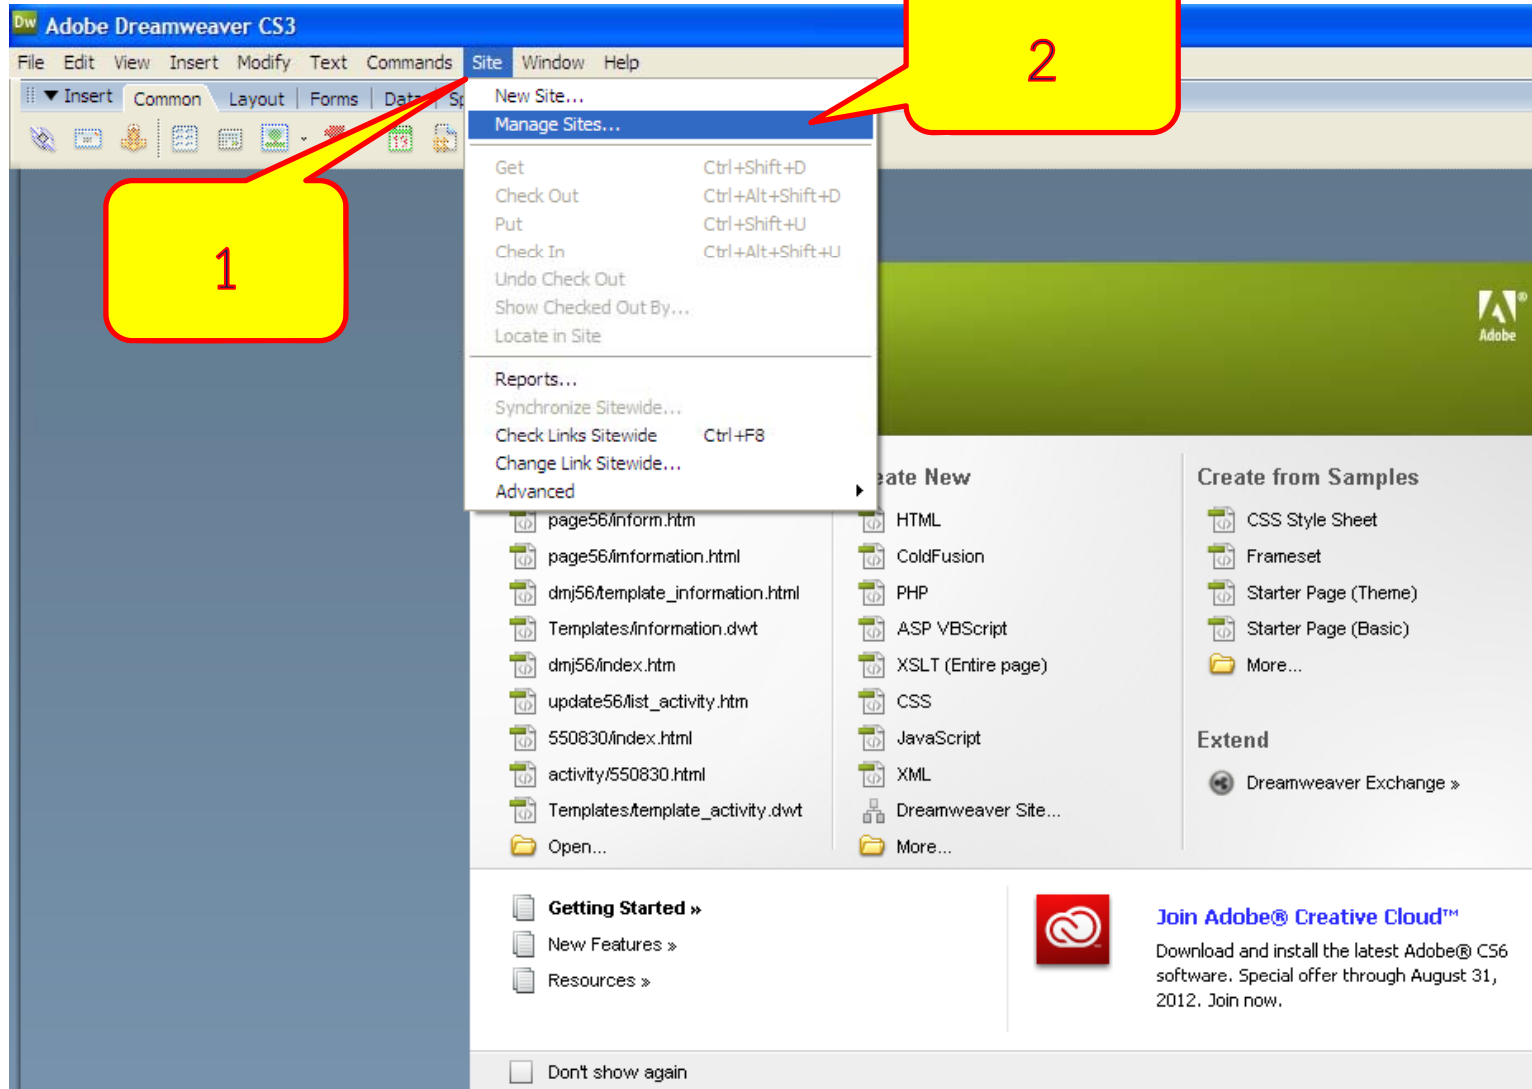 Dw Adobe Dreamweaver CS3
File Edit View Insert Modify Text Commands Site Window Help
2
▼ Insert Common Layout Forms Data
New Site...
Manage Sites...
Get Ctrl+Shift+D
Check Out Ctrl+Alt+Shift+D
Put Ctrl+Shift+U
Check In Ctrl+Alt+Shift+U
Undo Check Out
Show Checked Out By...
Locate in Site
1
Reports...
Synchronize Sitewide...
Check Links Sitewide Ctrl+F8
Change Link Sitewide...
Advanced
Adobe
page56/inform.htm
page56/imformation.html
dmj56/template_information.html
Templates/information.dwt
dmj56/index.htm
update56/list_activity.htm
550830/index.html
activity/550830.html
Templates/template_activity.dwt
Open...
eate New
HTML
ColdFusion
PHP
ASP VBScript
XSLT (Entire page)
CSS
JavaScript
XML
Dreamweaver Site...
More...
Create from Samples
CSS Style Sheet
Frameset
Starter Page (Theme)
Starter Page (Basic)
More...
Extend
Dreamweaver Exchange »
Getting Started »
New Features »
Resources »
Join Adobe® Creative Cloud™
Download and install the latest Adobe® CS6
software. Special offer through August 31,
2012. Join now.
Don't show again